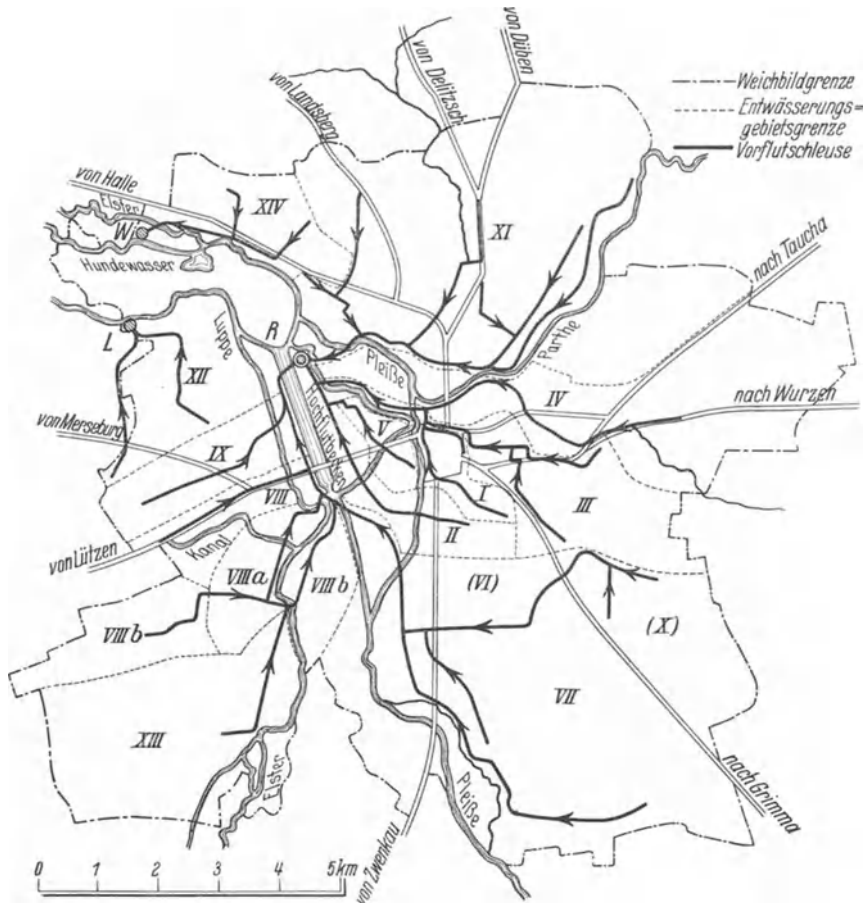 von Düben
von Delitzsch
von Landsberg
Weichbildgrenze
Entwässerungs=
gebietsgrenze
Vorflutschleuse
von Halle
Elster
XIV
Wi
XI
Hundewasser
nach Taucha
Luppe
R
Parthe
L
Pleiße
XII
IV
nach Wurzen
Hochflutbecken
V
von Merseburg
IX
VIII
I
III
II
von Lützen
Kanal
VIII a
VIII b
(VI)
VIII b
(X)
VII
XIII
Elster
Pleiße
nach Grimma
von Zwenkau
0 1 2 3 4 5 km